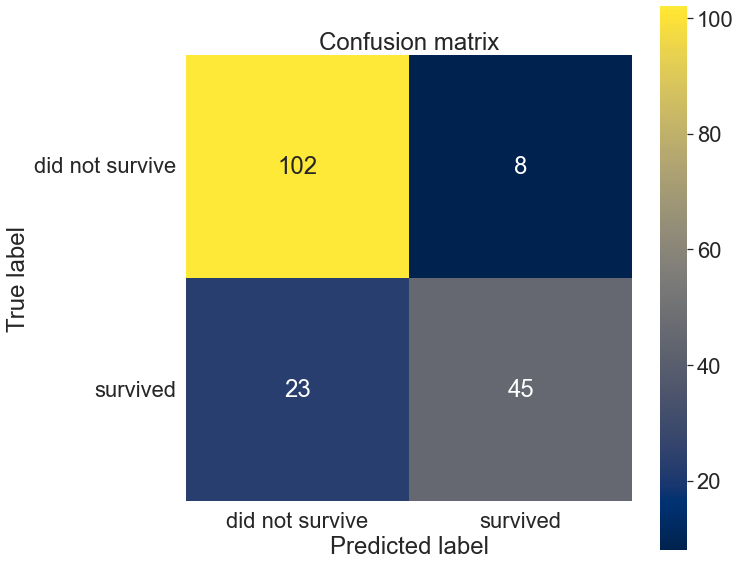 Confusion matrix
True label
did not survive
survived
102
8
23
45
did not survive
survived
Predicted label
100
80
60
40
20